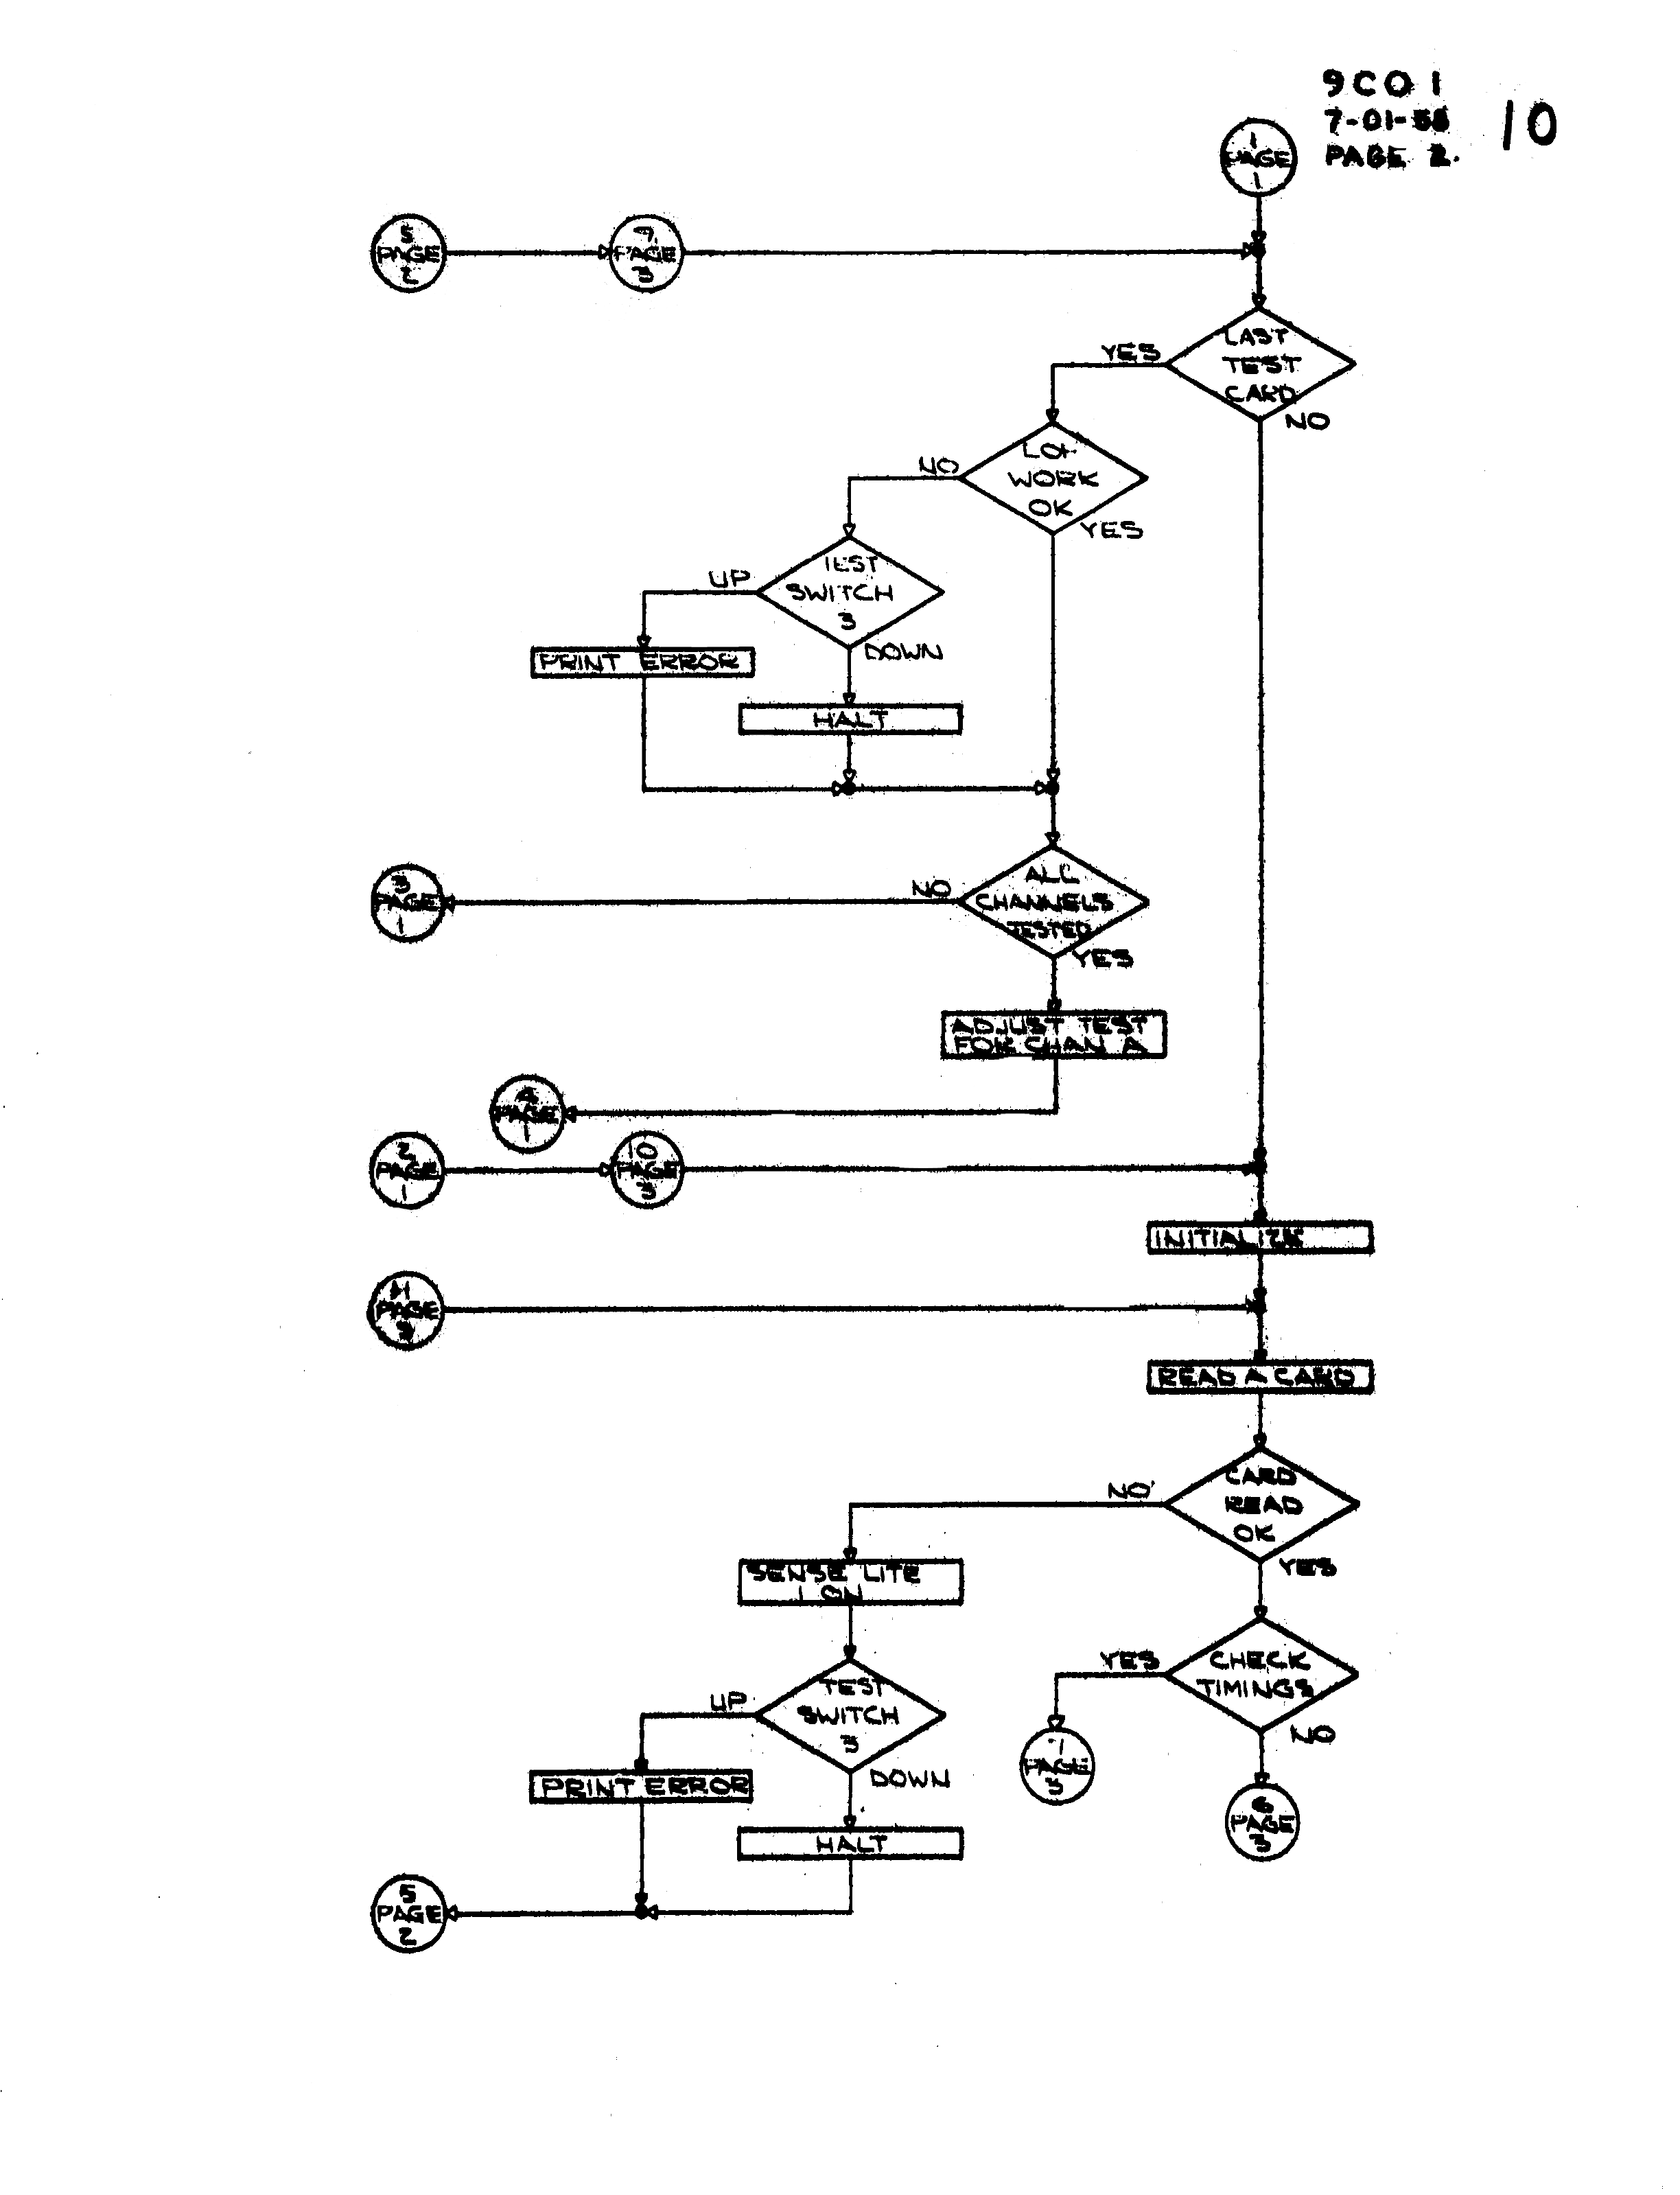 9C01
7-01-58
PAGE 2.
10
1
PAGE
1
5
PAGE
2
9
PAGE
3
LAST
TEST
CARD
YES
NO
WORK
OK
NO
YES
TEST
SWITCH
3
UP
DOWN
PRINT ERROR
HALT
ALL
CHANNELS
TESTED
NO
YES
3
PAGE
1
ADJUST TEST
FOR CHAN A
4
PAGE
1
2
PAGE
1
10
PAGE
3
INITIALIZE
PAGE
READ A CARD
CARD
READ
OK
NO
YES
SENSE LITE
1 ON
CHECK
TIMINGS
YES
NO
TEST
SWITCH
3
UP
DOWN
PAGE
3
PRINT ERROR
6
PAGE
3
HALT
5
PAGE
2